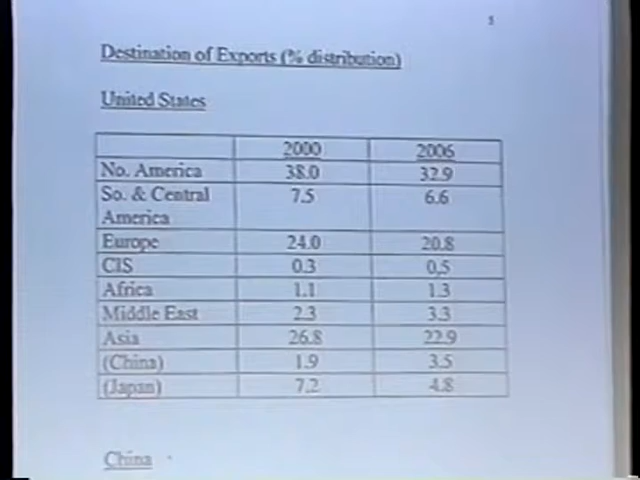 5
Destination of Exports (% distribution)
United States
2000 2006
No. America 38.0 32.9
So. & Central America 7.5 6.6
Europe 24.0 20.8
CIS 0.3 0,5
Africa 1.1 1.3
Middle East 2.3 3.3
Asia 26.8 22.9
(China) 1.9 3.5
(Japan) 7.2 4.8
China